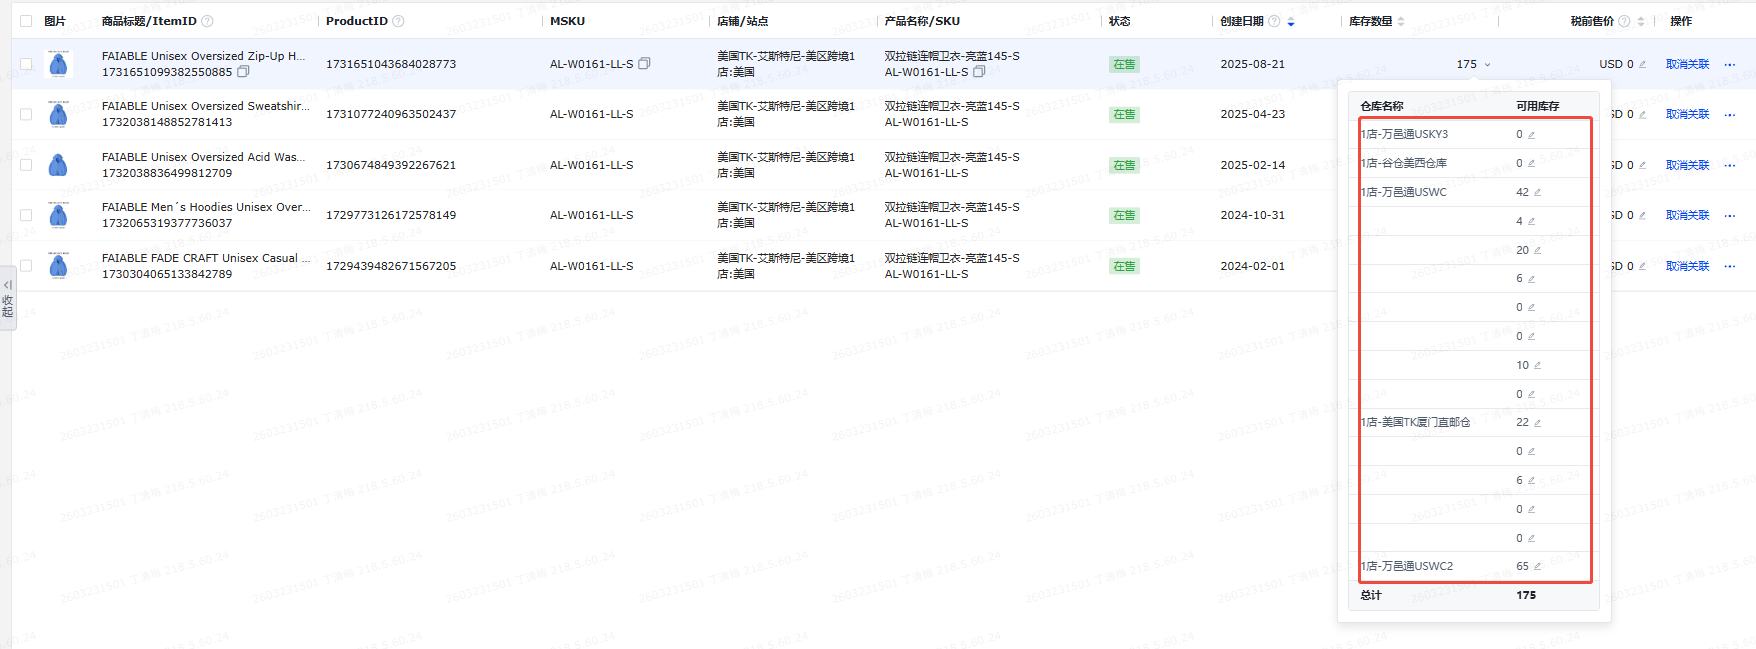 图片 商品标题/ItemID ProductID MSKU 店铺/站点 产品名称/SKU 状态 创建日期 库存数量 税前售价 操作
FAIABLE Unisex Oversized Zip-Up H... 美国TK-艾斯特尼-美区跨境1 双拉链连帽卫衣-亮蓝145-S
1731651043684028773 AL-W0161-LL-S 在售 2025-08-21 175 USD 0 取消关联 ···
1731651099382550885 店:美国 AL-W0161-LL-S
FAIABLE Unisex Oversized Sweatshir... 美国TK-艾斯特尼-美区跨境1 双拉链连帽卫衣-亮蓝145-S
1731077240963502437 AL-W0161-LL-S 在售 2025-04-23 SD 0 取消关联 ···
1732038148852781413 店:美国 AL-W0161-LL-S
FAIABLE Unisex Oversized Acid Was... 美国TK-艾斯特尼-美区跨境1 双拉链连帽卫衣-亮蓝145-S
1730674849392267621 AL-W0161-LL-S 在售 2025-02-14 SD 0 取消关联 ···
1732038836499812709 店:美国 AL-W0161-LL-S
FAIABLE Men´s Hoodies Unisex Over... 美国TK-艾斯特尼-美区跨境1 双拉链连帽卫衣-亮蓝145-S
1729773126172578149 AL-W0161-LL-S 在售 2024-10-31 SD 0 取消关联 ···
1732065319377736037 店:美国 AL-W0161-LL-S
FAIABLE FADE CRAFT Unisex Casual ... 美国TK-艾斯特尼-美区跨境1 双拉链连帽卫衣-亮蓝145-S
1729439482671567205 AL-W0161-LL-S 在售 2024-02-01 SD 0 取消关联 ···
1730304065133842789 店:美国 AL-W0161-LL-S
收起
仓库名称 可用库存
1店-万邑通USKY3 0
1店-谷仓美西仓库 0
1店-万邑通USWC 42
4
20
6
0
0
10
0
1店-美国TK厦门直邮仓 22
0
6
0
0
1店-万邑通USWC2 65
总计 175